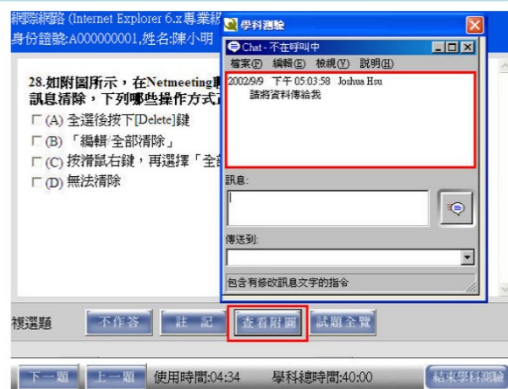 網際網路 (Internet Explorer 6.x專業級
身份證號:A000000001,姓名:陳小明
28.如附圖所示，在Netmeeting
訊息清除，下列哪些操作方式
(A) 全選後按下[Delete]鍵
(B) 「編輯/全部清除」
(C) 按滑鼠右鍵，再選擇「全
(D) 無法清除
學科測驗
Chat - 不在呼叫中
檔案(F) 編輯(E) 檢視(V) 說明(H)
2002/9/9 下午 05:03:58 Joshua Hsu
請將資料傳給我
訊息:
傳送到:
包含有修改訊息文字的指令
複選題 不作答 註 記 查看附圖 試題全覽
下一題 上一題 使用時間:04:34 學科總時間:40:00 結束學科測驗